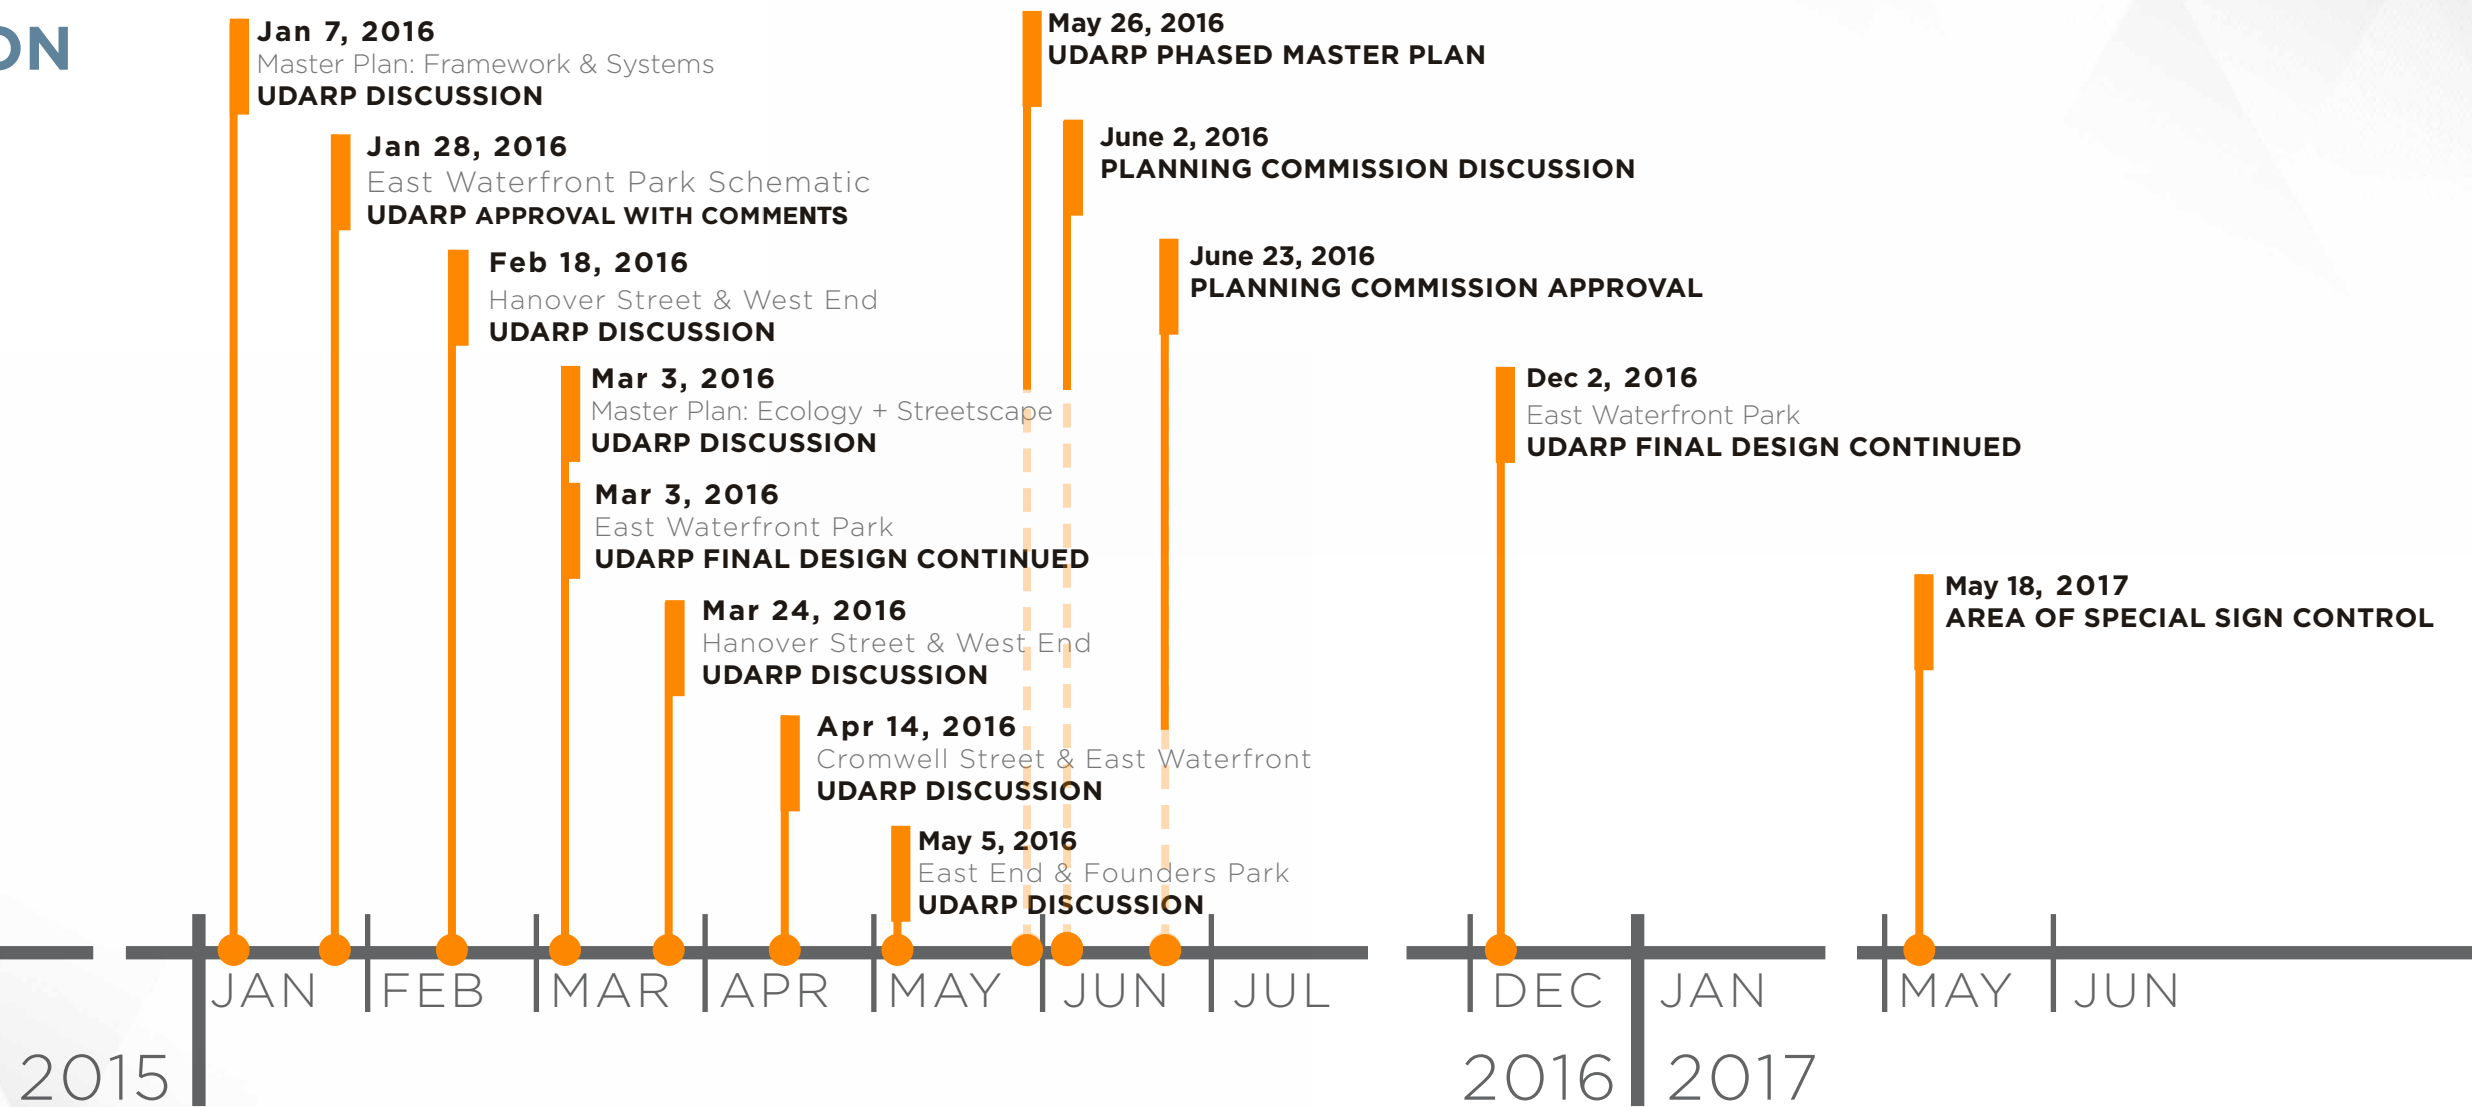 ON
Jan 7, 2016
Master Plan: Framework & Systems
UDARP DISCUSSION
Jan 28, 2016
East Waterfront Park Schematic
UDARP APPROVAL WITH COMMENTS
Feb 18, 2016
Hanover Street & West End
UDARP DISCUSSION
Mar 3, 2016
Master Plan: Ecology + Streetscape
UDARP DISCUSSION
Mar 3, 2016
East Waterfront Park
UDARP FINAL DESIGN CONTINUED
Mar 24, 2016
Hanover Street & West End
UDARP DISCUSSION
Apr 14, 2016
Cromwell Street & East Waterfront
UDARP DISCUSSION
May 5, 2016
East End & Founders Park
UDARP DISCUSSION
May 26, 2016
UDARP PHASED MASTER PLAN
June 2, 2016
PLANNING COMMISSION DISCUSSION
June 23, 2016
PLANNING COMMISSION APPROVAL
Dec 2, 2016
East Waterfront Park
UDARP FINAL DESIGN CONTINUED
May 18, 2017
AREA OF SPECIAL SIGN CONTROL
JAN FEB MAR APR MAY JUN JUL DEC JAN MAY JUN
2015 2016 2017